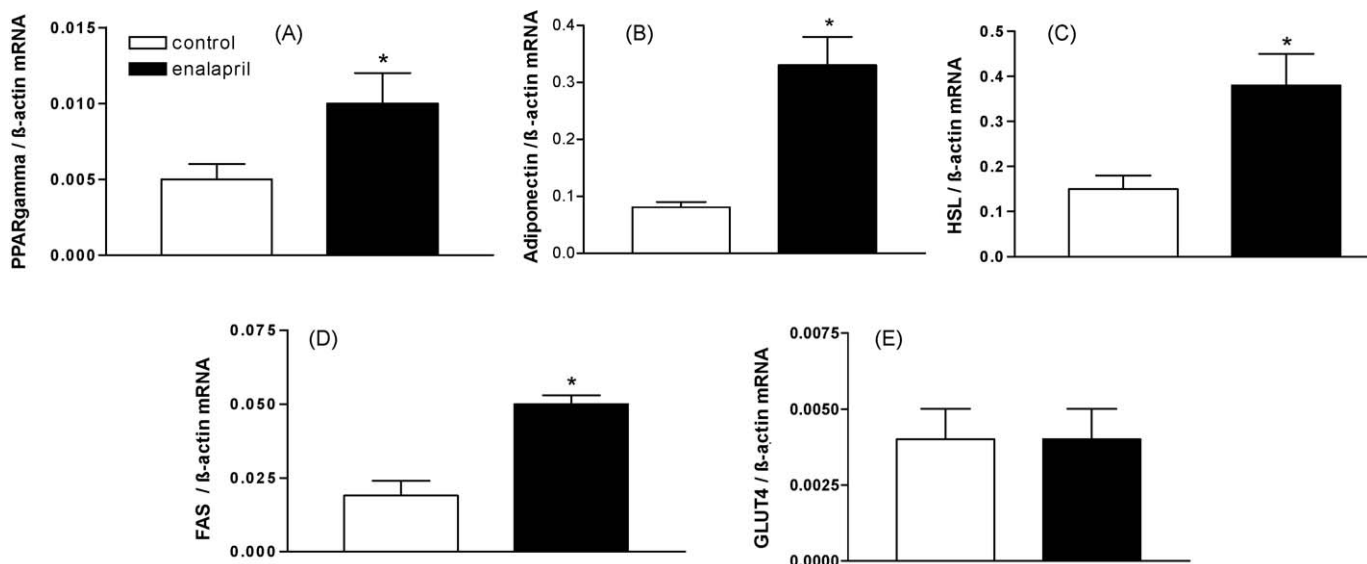 (A)
PPARgamma / ß-actin mRNA
0.015
0.010
0.005
0.000
control
enalapril
*
(B)
Adiponectin /ß-actin mRNA
0.4
0.3
0.2
0.1
0.0
*
(C)
HSL / ß-actin mRNA
0.5
0.4
0.3
0.2
0.1
0.0
*
(D)
FAS / ß-actin mRNA
0.075
0.050
0.025
0.000
*
(E)
GLUT4 / ß-actin mRNA
0.0075
0.0050
0.0025
0.0000